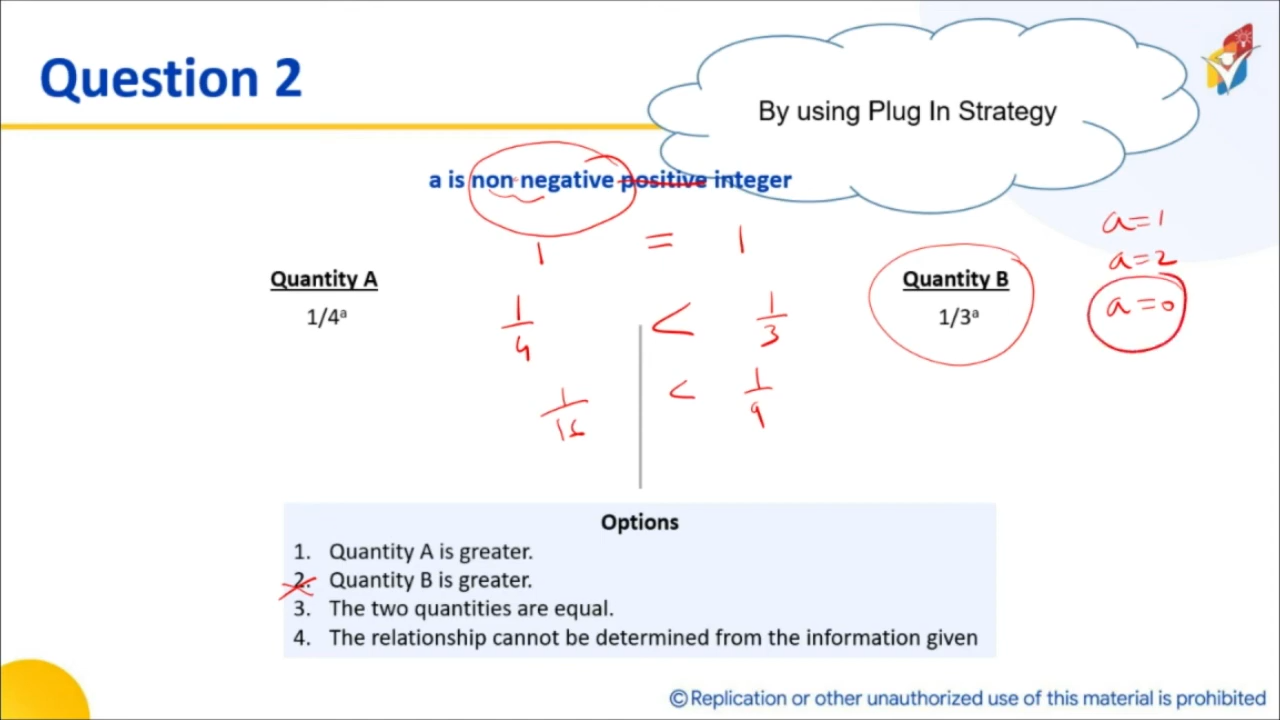 Question 2
By using Plug In Strategy
a is non negative positive integer
1 = 1
a=1
a=2
a=0
Quantity A
Quantity B
1/4ᵃ
1/3ᵃ
1/4 < 1/3
1/16 < 1/9
Options
1. Quantity A is greater.
2. Quantity B is greater.
3. The two quantities are equal.
4. The relationship cannot be determined from the information given
©Replication or other unauthorized use of this material is prohibited